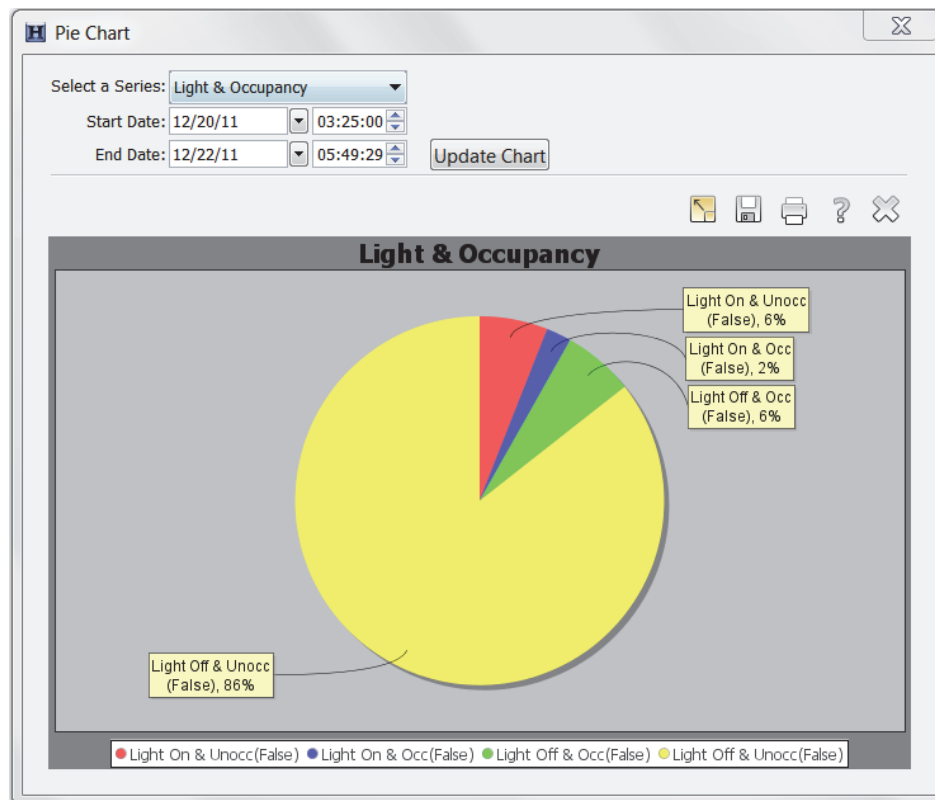 H Pie Chart
Select a Series: Light & Occupancy
Start Date: 12/20/11 03:25:00
End Date: 12/22/11 05:49:29 Update Chart
?
Light & Occupancy
Light On & Unocc
(False), 6%
Light On & Occ
(False), 2%
Light Off & Occ
(False), 6%
Light Off & Unocc
(False), 86%
Light On & Unocc(False) Light On & Occ(False) Light Off & Occ(False) Light Off & Unocc(False)